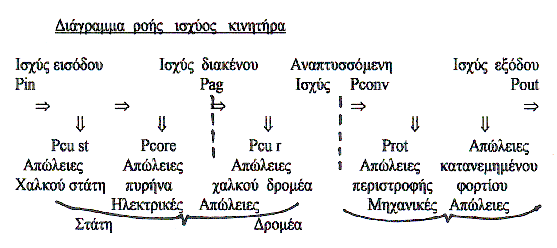 Διάγραμμα ροής ισχύος κινητήρα
Ισχύς εισόδου Ισχύς διακένου Αναπτυσσόμενη Ισχύς εξόδου
Pin Pag Ισχύς Pconv Pout
⇒ ⇒ ⇒ ⇒ ⇒ ⇒
⇓ ⇓ ⇓ ⇓ ⇓
Pcu st Pcore Pcu r Prot Απώλειες
Απώλειες Απώλειες Απώλειες Απώλειες κατανεμημένου
Χαλκού στάτη πυρήνα χαλκού δρομέα περιστροφής φορτίου
Ηλεκτρικές Απώλειες Μηχανικές Απώλειες
Στάτη Δρομέα